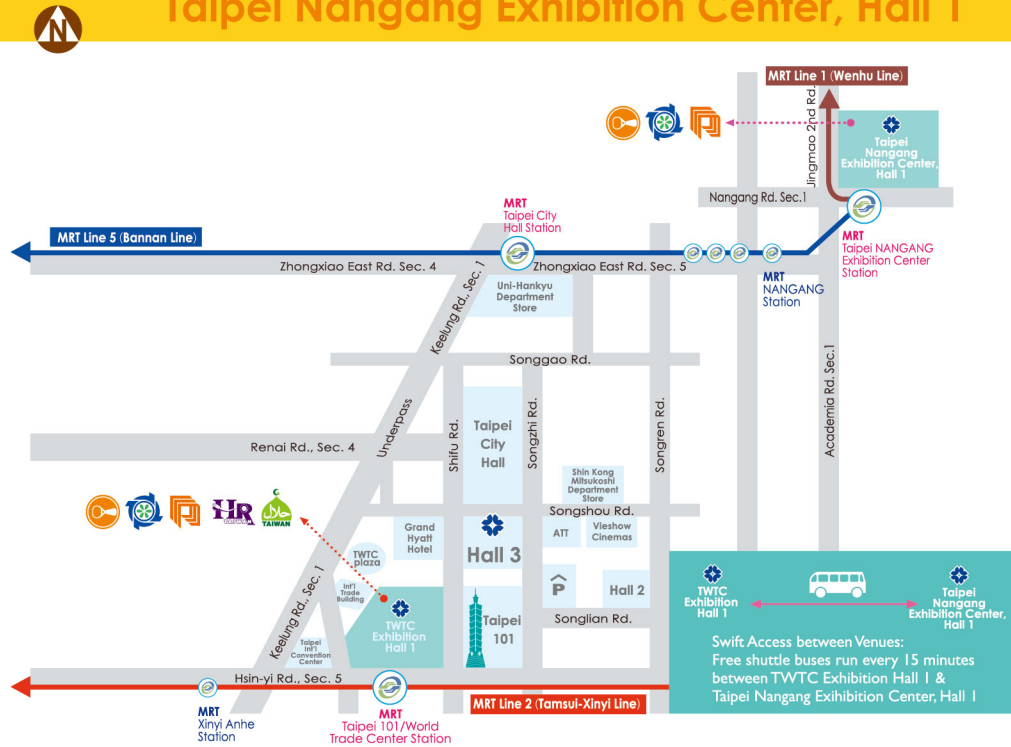 Taipei Nangang Exhibition Center, Hall 1
N
MRT Line 1 (Wenhu Line)
Jingmao 2nd Rd.
Taipei
Nangang
Exhibition Center,
Hall 1
Nangang Rd. Sec.1
MRT
Taipei City
Hall Station
MRT
Taipei NANGANG
Exhibition Center
Station
MRT Line 5 (Bannan Line)
Zhongxiao East Rd. Sec. 4
Zhongxiao East Rd. Sec. 5
MRT
NANGANG
Station
Keelung Rd., Sec. 1
Uni-Hankyu
Department
Store
Songgao Rd.
Academia Rd. Sec.1
Underpass
Renai Rd., Sec. 4
Shifu Rd.
Taipei
City
Hall
Songzhi Rd.
Songren Rd.
Shin Kong
Mitsukoshi
Department
Store
Songshou Rd.
HR
TAIWAN
حلال
TAIWAN
Grand
Hyatt
Hotel
Hall 3
ATT
Vieshow
Cinemas
TWTC
plaza
Int'l
Trade
Building
P
Hall 2
TWTC
Exhibition
Hall 1
Taipei
101
Songlian Rd.
Keelung Rd., Sec. 1
Taipei
Int'l
Convention
Center
Hsin-yi Rd., Sec. 5
MRT Line 2 (Tamsui-Xinyi Line)
MRT
Xinyi Anhe
Station
MRT
Taipei 101/World
Trade Center Station
TWTC
Exhibition
Hall 1
Taipei
Nangang
Exhibition Center,
Hall 1
Swift Access between Venues:
Free shuttle buses run every 15 minutes
between TWTC Exhibition Hall 1 &
Taipei Nangang Exihibition Center, Hall 1